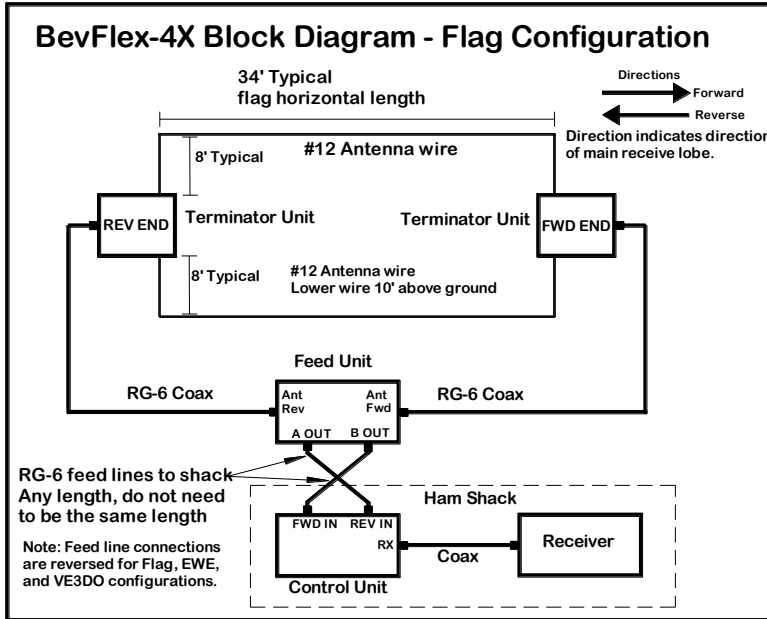 BevFlex-4X Block Diagram - Flag Configuration
34' Typical
flag horizontal length
Directions
Forward
Reverse
Direction indicates direction
of main receive lobe.
8' Typical
#12 Antenna wire
REV END
Terminator Unit
Terminator Unit
FWD END
8' Typical
#12 Antenna wire
Lower wire 10' above ground
Feed Unit
RG-6 Coax
Ant
Rev
Ant
Fwd
RG-6 Coax
A OUT
B OUT
RG-6 feed lines to shack
Any length, do not need
to be the same length
Ham Shack
FWD IN
REV IN
RX
Coax
Receiver
Note: Feed line connections
are reversed for Flag, EWE,
and VE3DO configurations.
Control Unit